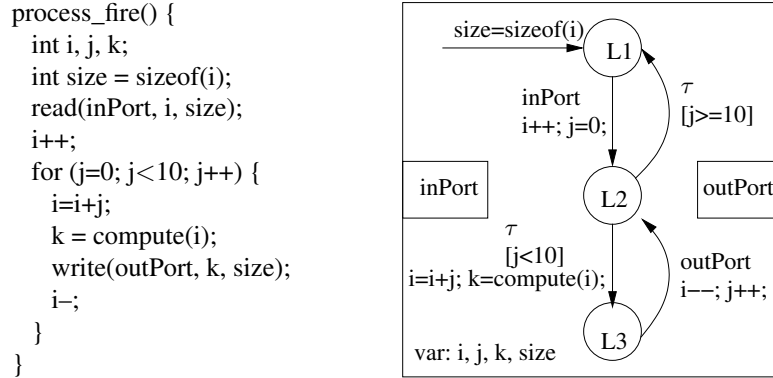 process_fire() {
int i, j, k;
int size = sizeof(i);
read(inPort, i, size);
i++;
for (j=0; j<10; j++) {
i=i+j;
k = compute(i);
write(outPort, k, size);
i–;
}
}
size=sizeof(i)
L1
τ
[j>=10]
inPort
i++; j=0;
inPort
L2
outPort
τ
[j<10]
i=i+j; k=compute(i);
outPort
i−−; j++;
L3
var: i, j, k, size